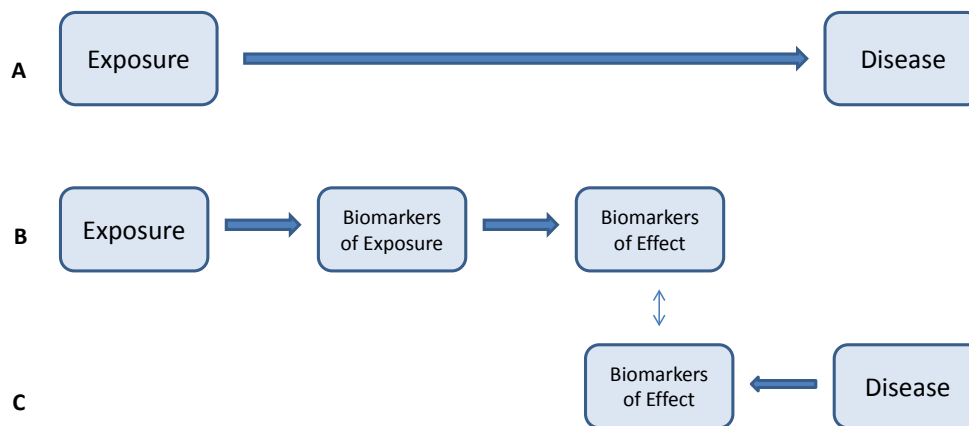 A
Exposure
Disease
B
Exposure
Biomarkers
of Exposure
Biomarkers
of Effect
C
Biomarkers
of Effect
Disease